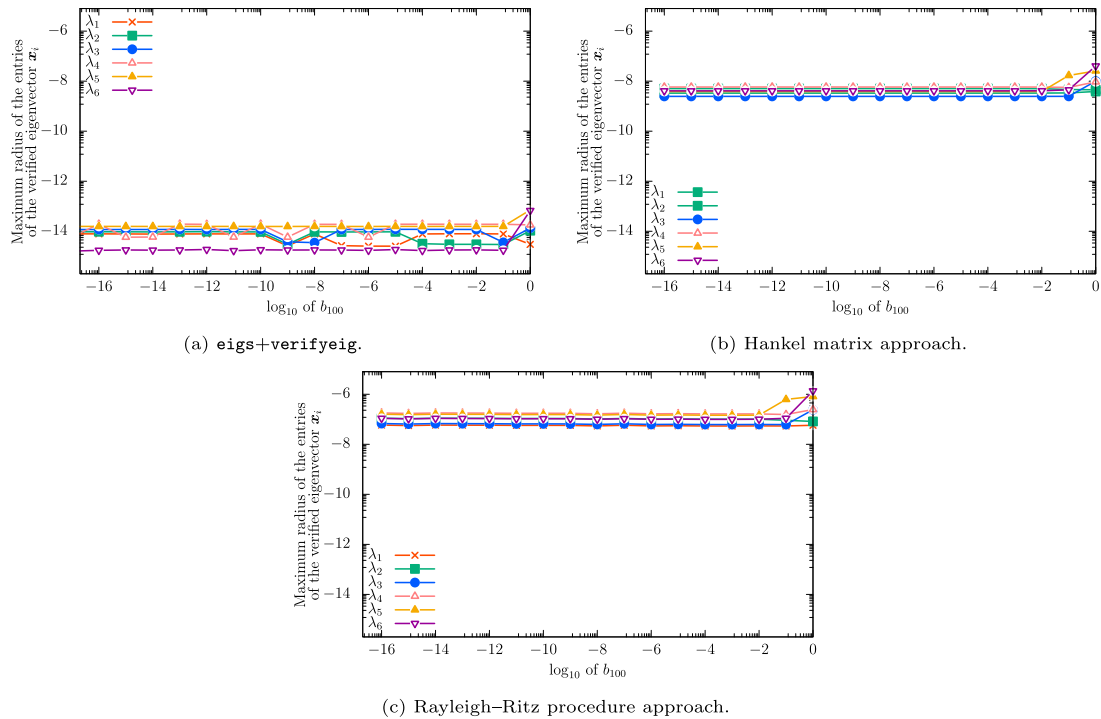 Maximum radius of the entries
of the verified eigenvector x_i
−6
−8
−10
−12
−14
λ1
λ2
λ3
λ4
λ5
λ6
−16 −14 −12 −10 −8 −6 −4 −2 0
log10 of b100
(a) eigs+verifyeig.
Maximum radius of the entries
of the verified eigenvector x_i
−6
−8
−10
−12
−14
λ1
λ2
λ3
λ4
λ5
λ6
−16 −14 −12 −10 −8 −6 −4 −2 0
log10 of b100
(b) Hankel matrix approach.
Maximum radius of the entries
of the verified eigenvector x_i
−6
−8
−10
−12
−14
λ1
λ2
λ3
λ4
λ5
λ6
−16 −14 −12 −10 −8 −6 −4 −2 0
log10 of b100
(c) Rayleigh–Ritz procedure approach.